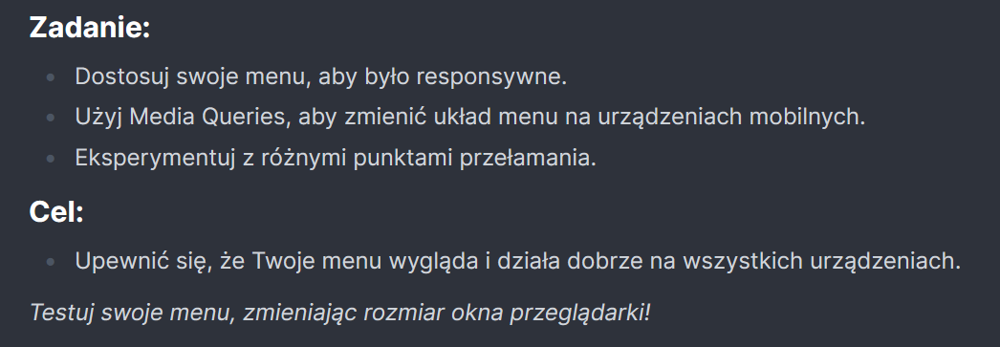 Zadanie:
Dostosuj swoje menu, aby było responsywne.
Użyj Media Queries, aby zmienić układ menu na urządzeniach mobilnych.
Eksperymentuj z różnymi punktami przełamania.
Cel:
Upewnić się, że Twoje menu wygląda i działa dobrze na wszystkich urządzeniach.
Testuj swoje menu, zmieniając rozmiar okna przeglądarki!